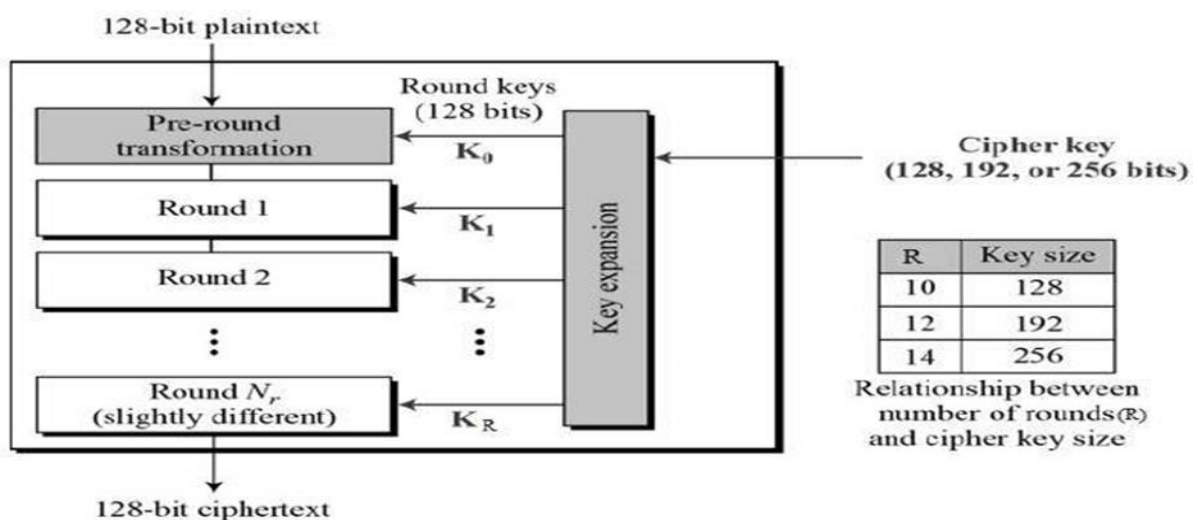 128-bit plaintext
Round keys
(128 bits)
Pre-round
transformation
K0
Cipher key
(128, 192, or 256 bits)
Round 1
K1
Round 2
K2
Key expansion
Round Nr
(slightly different)
KR
128-bit ciphertext
R Key size
10 128
12 192
14 256
Relationship between
number of rounds(R)
and cipher key size